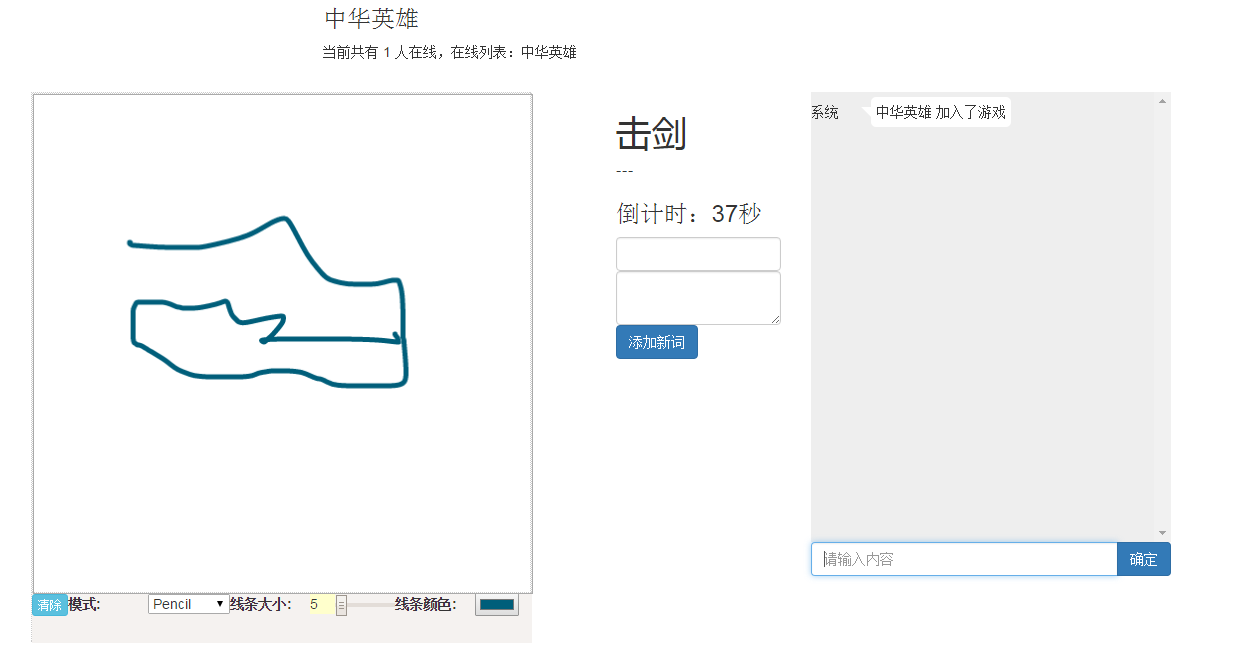 中华英雄
当前共有 1 人在线，在线列表：中华英雄
击剑
---
倒计时：37秒
添加新词
系统
中华英雄 加入了游戏
请输入内容
确定
清除 模式: Pencil 线条大小: 5 线条颜色: